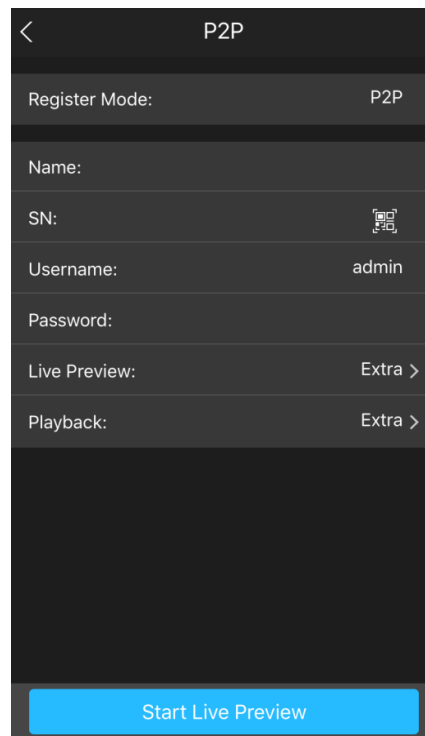 P2P
Register Mode: P2P
Name:
SN:
Username: admin
Password:
Live Preview: Extra
Playback: Extra
Start Live Preview